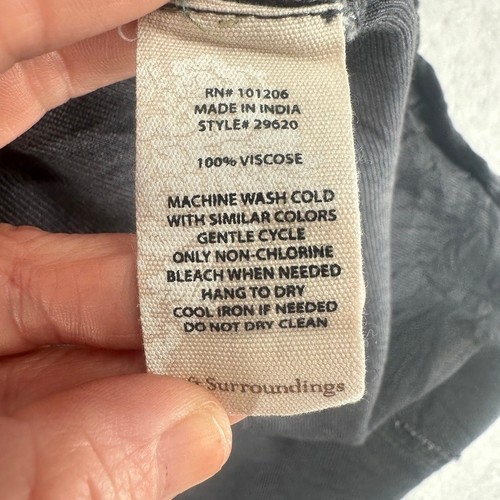 RN# 101206
MADE IN INDIA
STYLE# 29620
100% VISCOSE
MACHINE WASH COLD
WITH SIMILAR COLORS
GENTLE CYCLE
ONLY NON-CHLORINE
BLEACH WHEN NEEDED
HANG TO DRY
COOL IRON IF NEEDED
DO NOT DRY CLEAN
& Surroundings